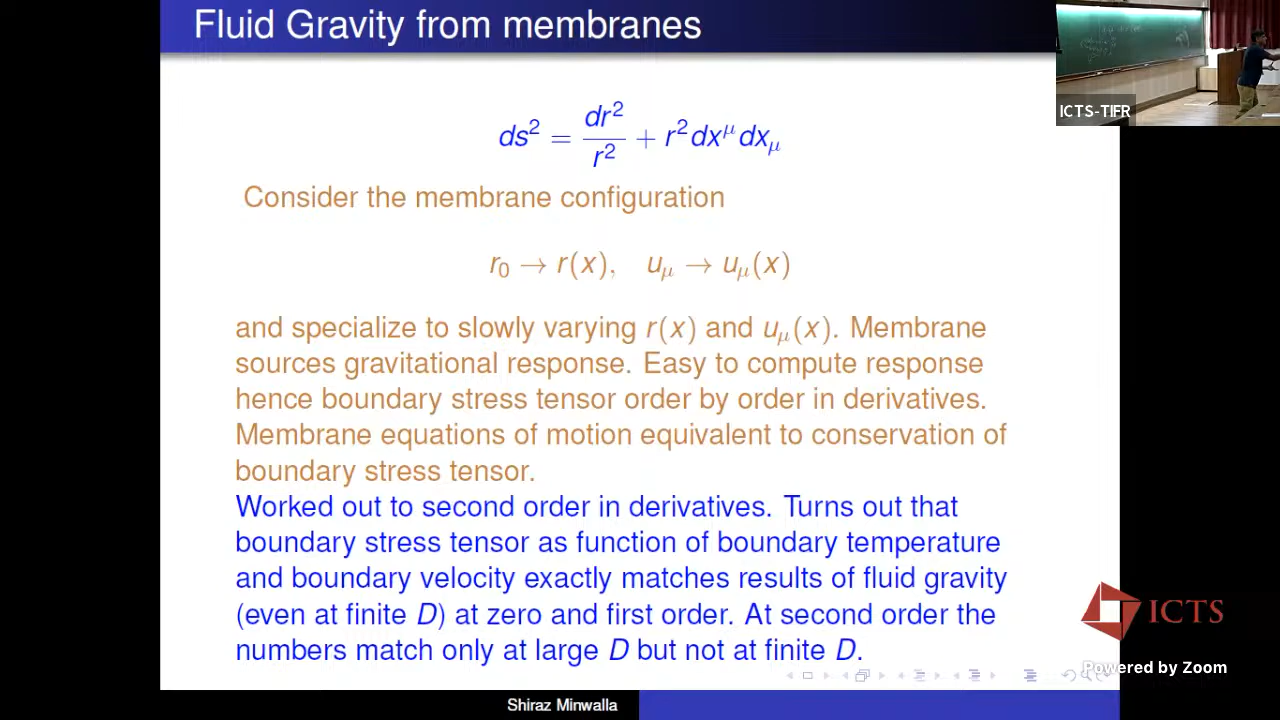 Fluid Gravity from membranes
ds² = dr²/r² + r²dx^μ dx_μ
ICTS-TIFR
Consider the membrane configuration
r₀ → r(x), u_μ → u_μ(x)
and specialize to slowly varying r(x) and u_μ(x). Membrane
sources gravitational response. Easy to compute response
hence boundary stress tensor order by order in derivatives.
Membrane equations of motion equivalent to conservation of
boundary stress tensor.
Worked out to second order in derivatives. Turns out that
boundary stress tensor as function of boundary temperature
and boundary velocity exactly matches results of fluid gravity
(even at finite D) at zero and first order. At second order the
numbers match only at large D but not at finite D.
ICTS
Powered by Zoom
Shiraz Minwalla